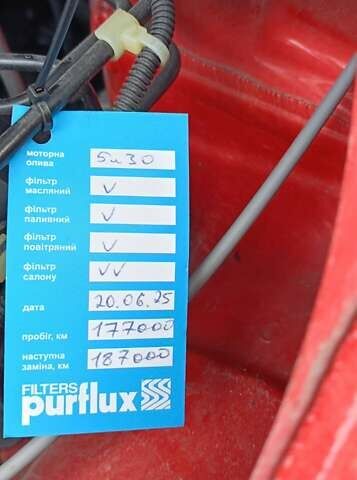 моторна
олива 5w30
фільтр
масляний V
фільтр
паливний V
фільтр
повітряний V
фільтр
салону VV
дата 20.06.25
пробіг, км 177000
наступна
заміна, км 187000
FILTERS
purflux